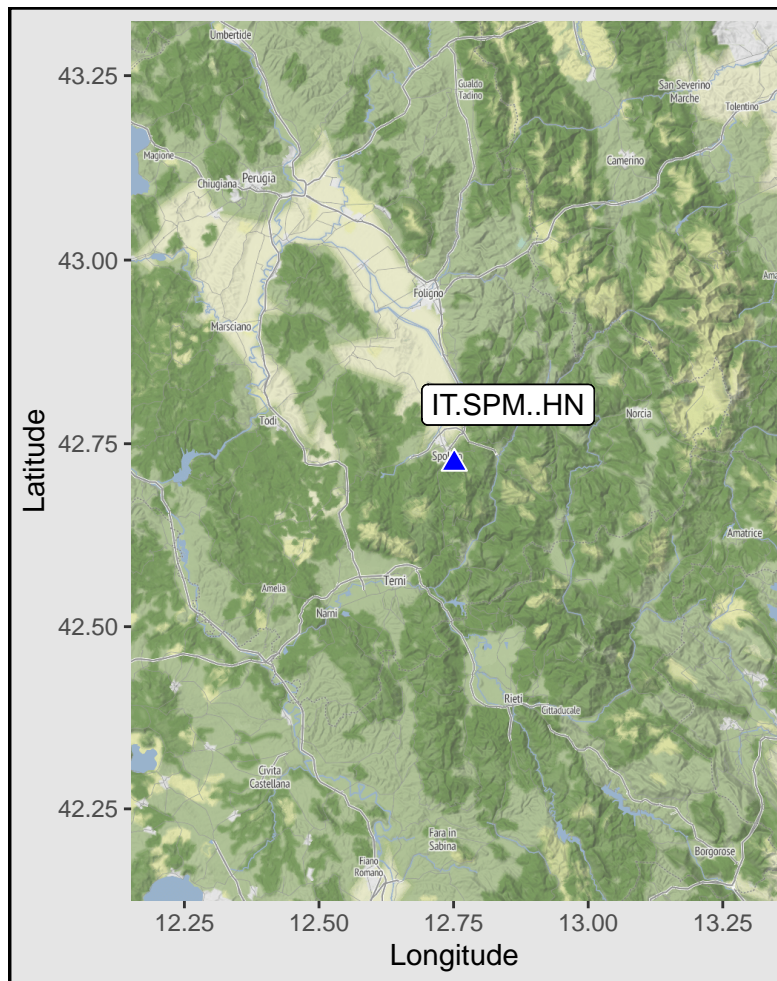 Umbertide
43.25
Gualdo
Tadino
San Severino
Marche
Tolentino
Magione
Chiugiana
Perugia
Camerino
43.00
Foligno
Marsciano
IT.SPM..HN
Norcia
Todi
42.75
Latitude
Amatrice
Amelia
Terni
Narni
42.50
Rieti
Cittaducale
Civita
Castellana
42.25
Fara in
Sabina
Borgorose
Fiano
Romano
12.25
12.50
12.75
13.00
13.25
Longitude